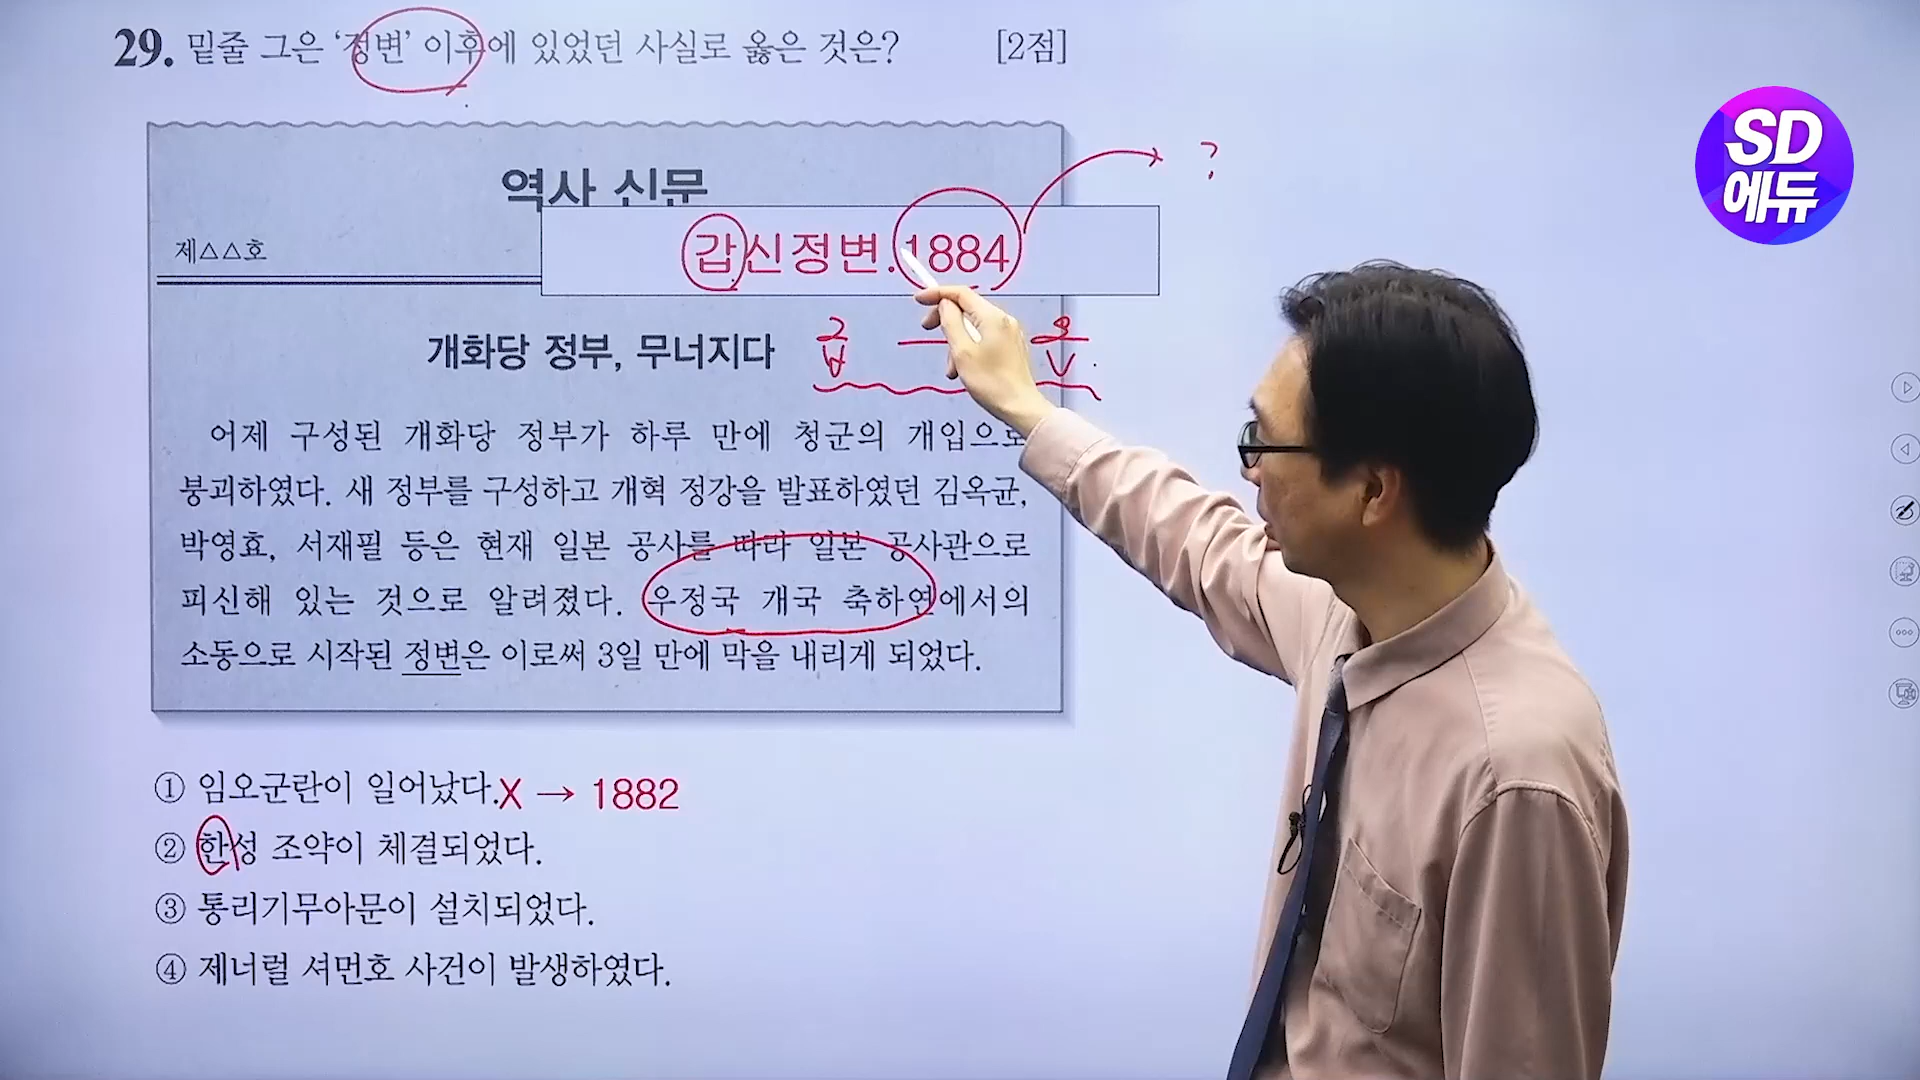 29. 밑줄 그은 ‘정변’ 이후에 있었던 사실로 옳은 것은? [2점]
SD
에듀
역사 신문
?
제△△호
갑신정변.1884
개화당 정부, 무너지다
어제 구성된 개화당 정부가 하루 만에 청군의 개입으로
붕괴하였다. 새 정부를 구성하고 개혁 정강을 발표하였던 김옥균,
박영효, 서재필 등은 현재 일본 공사를 따라 일본 공사관으로
피신해 있는 것으로 알려졌다. 우정국 개국 축하연에서의
소동으로 시작된 정변은 이로써 3일 만에 막을 내리게 되었다.
① 임오군란이 일어났다.X → 1882
② 한성 조약이 체결되었다.
③ 통리기무아문이 설치되었다.
④ 제너럴 셔먼호 사건이 발생하였다.